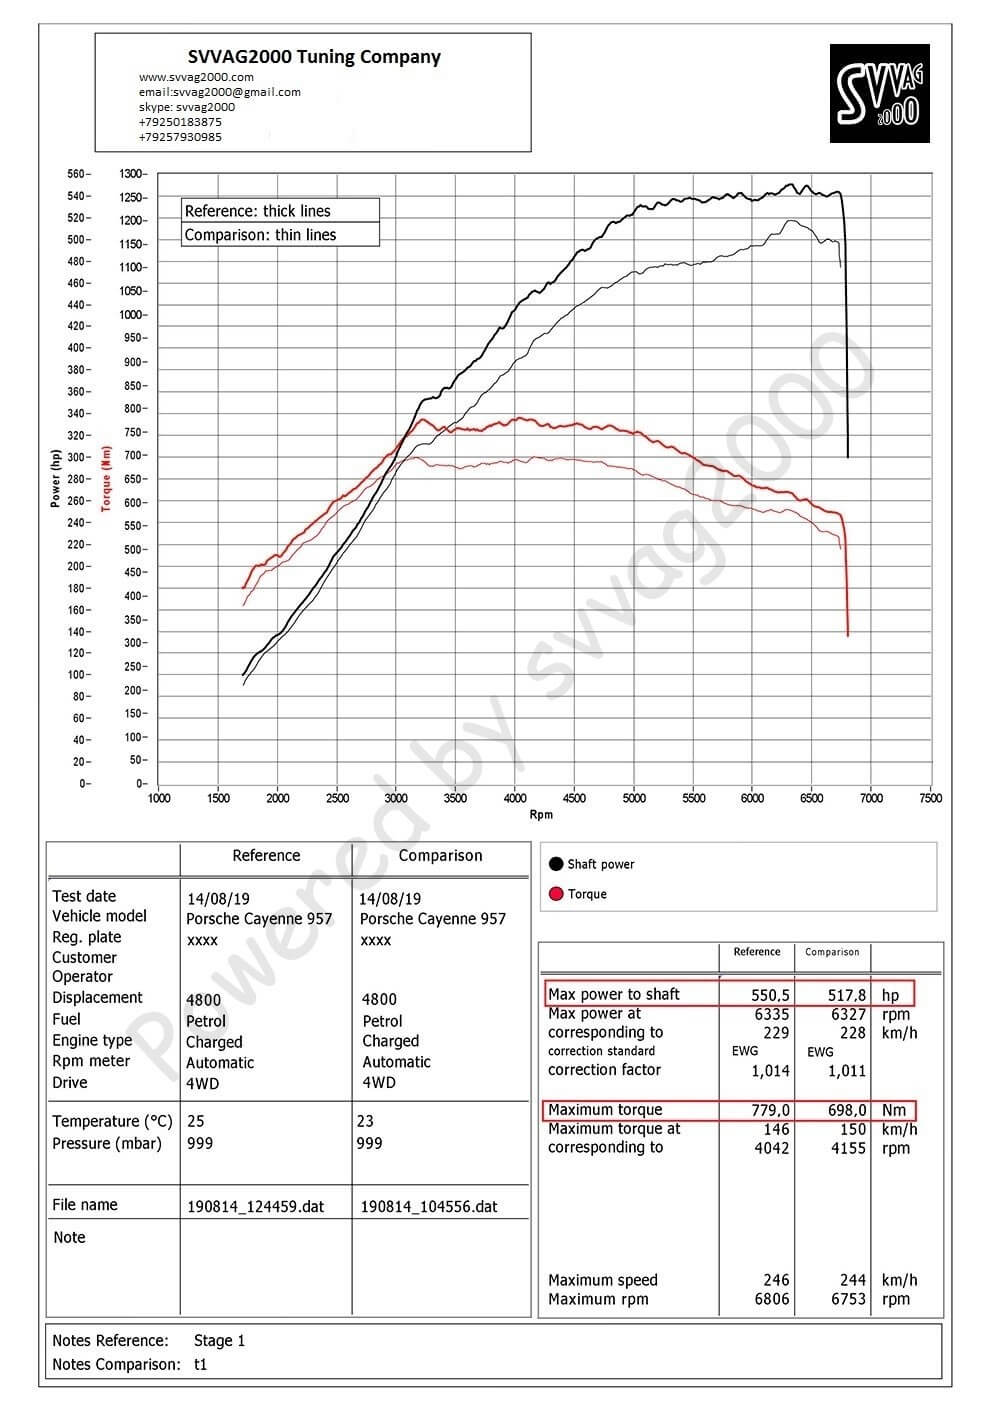 SVVAG2000 Tuning Company
www.svvag2000.com
email:svvag2000@gmail.com
skype: svvag2000
+79250183875
+79257930985
SVVAG
2000
560
540
520
500
480
460
440
420
400
380
360
340
320
300
280
260
240
220
200
180
160
140
120
100
80
60
40
20
0
Power (hp)
1300
1250
1200
1150
1100
1050
1000
950
900
850
800
750
700
650
600
550
500
450
400
350
300
250
200
150
100
50
0
Torque (Nm)
Reference: thick lines
Comparison: thin lines
1000 1500 2000 2500 3000 3500 4000 4500 5000 5500 6000 6500 7000 7500
Rpm
Powered by svvag2000
Reference Comparison
Test date 14/08/19 14/08/19
Vehicle model Porsche Cayenne 957 Porsche Cayenne 957
Reg. plate xxxx xxxx
Customer
Operator
Displacement 4800 4800
Fuel Petrol Petrol
Engine type Charged Charged
Rpm meter Automatic Automatic
Drive 4WD 4WD
Temperature (°C) 25 23
Pressure (mbar) 999 999
File name 190814_124459.dat 190814_104556.dat
Note
Shaft power
Torque
Reference Comparison
Max power to shaft 550,5 517,8 hp
Max power at 6335 6327 rpm
corresponding to 229 228 km/h
correction standard EWG EWG
correction factor 1,014 1,011
Maximum torque 779,0 698,0 Nm
Maximum torque at 146 150 km/h
corresponding to 4042 4155 rpm
Maximum speed 246 244 km/h
Maximum rpm 6806 6753 rpm
Notes Reference: Stage 1
Notes Comparison: t1